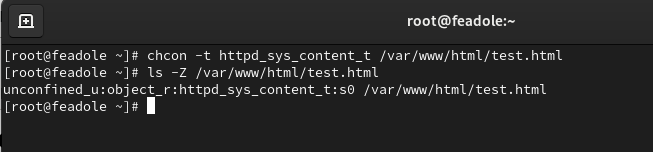 root@feadole:~
[root@feadole ~]# chcon -t httpd_sys_content_t /var/www/html/test.html
[root@feadole ~]# ls -Z /var/www/html/test.html
unconfined_u:object_r:httpd_sys_content_t:s0 /var/www/html/test.html
[root@feadole ~]#